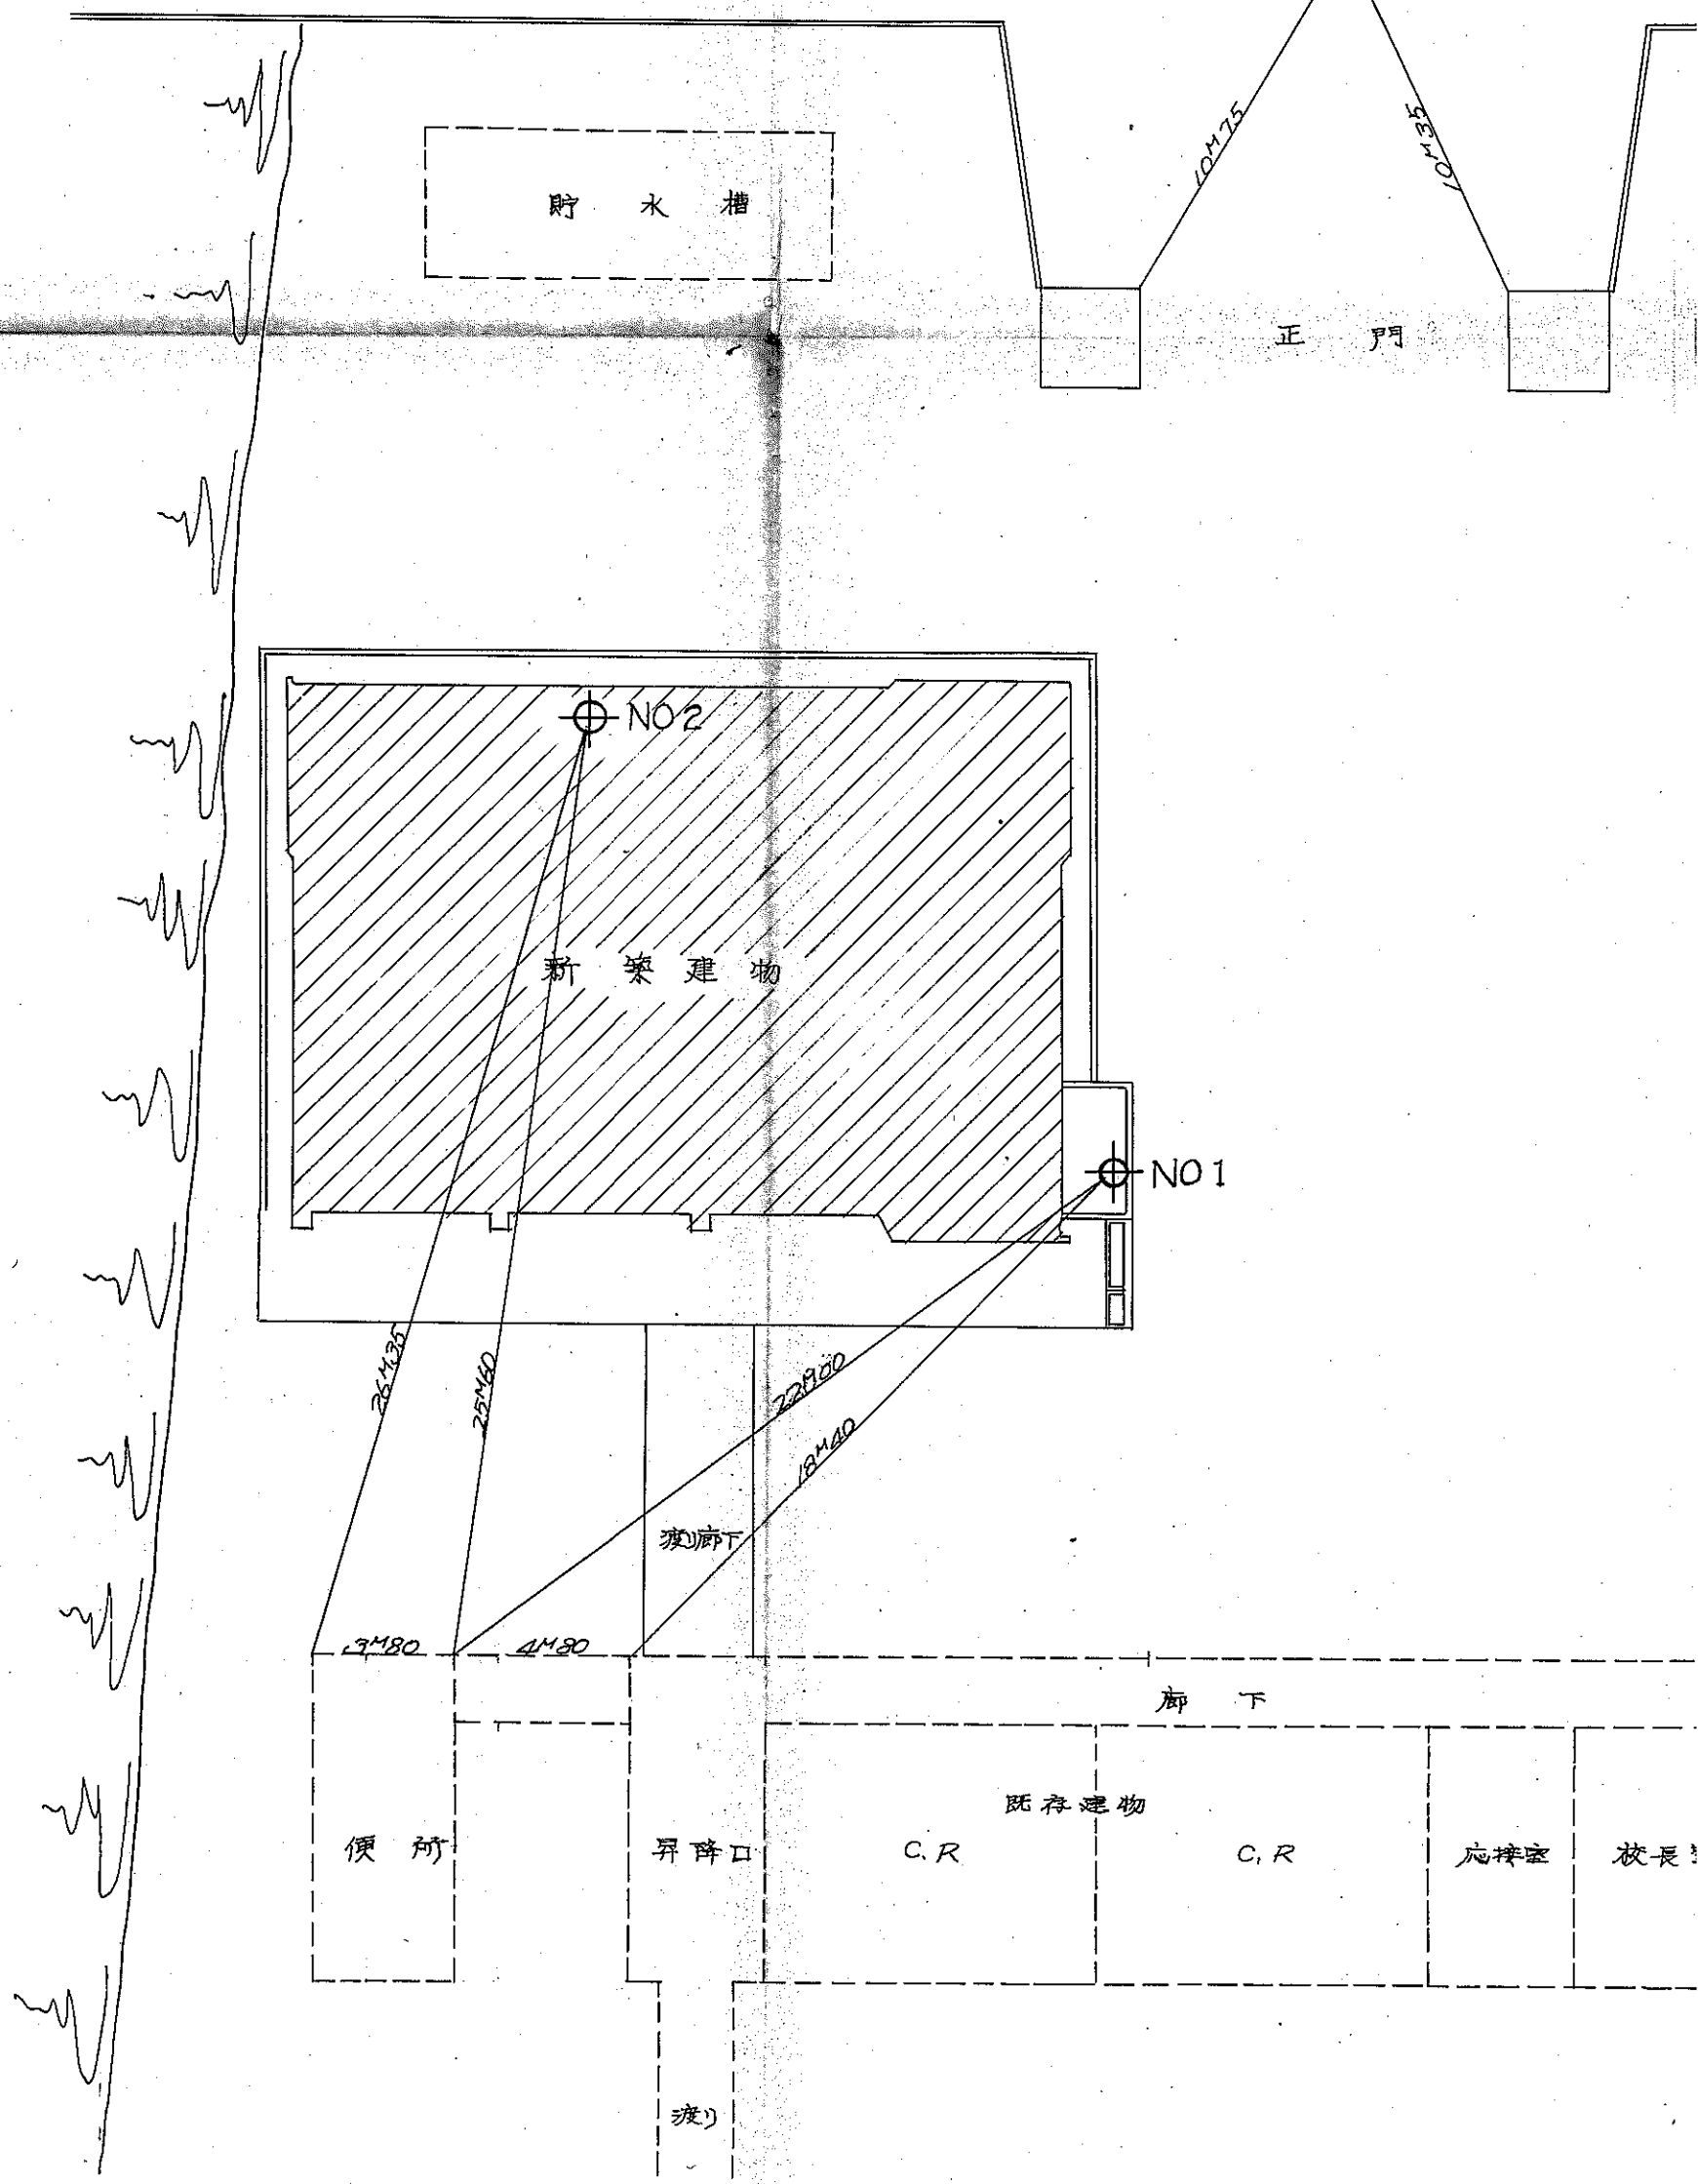 10M75
10M35
貯水槽
正門
NO2
新築建物
NO1
26M35
25M60
22M00
18M40
渡り廊下
3M80
4M80
廊下
既存建物
便所
昇降口
C.R
C.R
応接室
校長
渡り